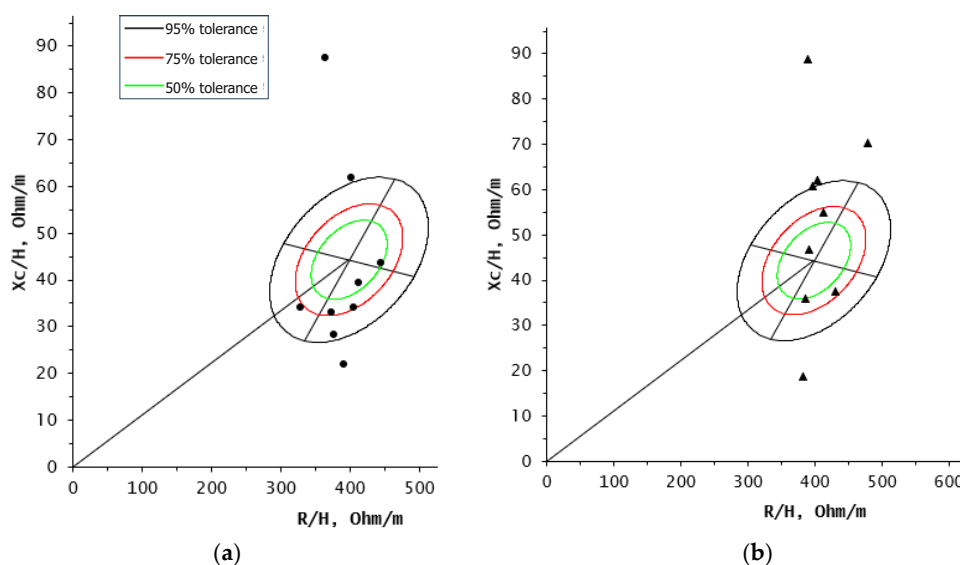 95% tolerance
75% tolerance
50% tolerance
90
80
70
60
50
40
30
20
10
0
Xc/H, Ohm/m
0 100 200 300 400 500
R/H, Ohm/m
(a)
90
80
70
60
50
40
30
20
10
0
Xc/H, Ohm/m
0 100 200 300 400 500 600
R/H, Ohm/m
(b)